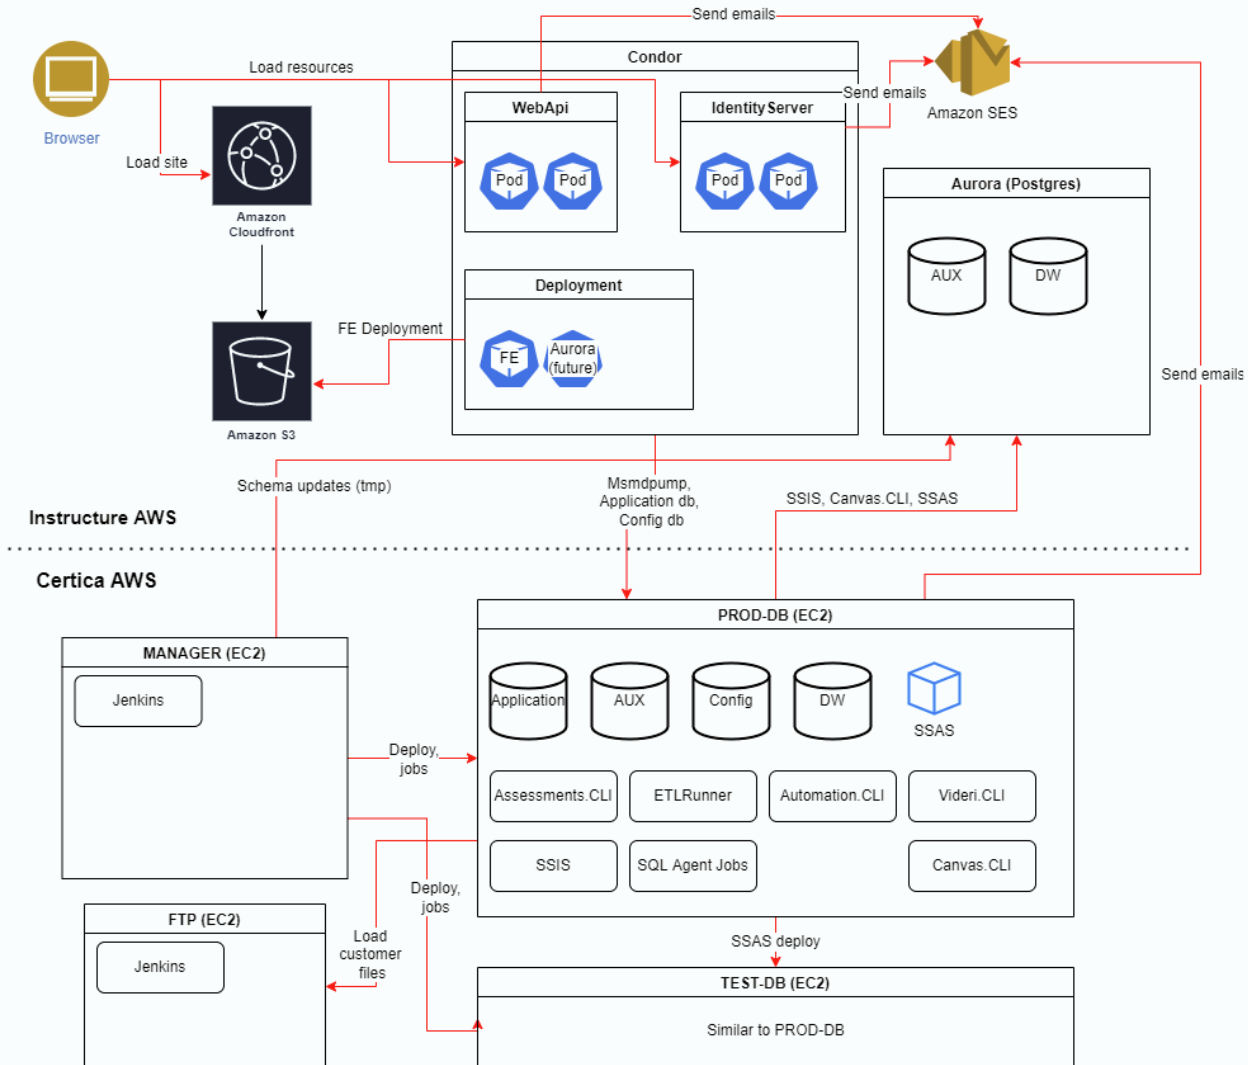 Send emails
Condor
Load resources
Browser
Load site
Amazon
Cloudfront
WebApi
Pod
Pod
IdentityServer
Pod
Pod
Send emails
Amazon SES
Aurora (Postgres)
AUX
DW
Deployment
FE
Aurora
(future)
FE Deployment
Amazon S3
Send emails
Schema updates (tmp)
Msmdpump,
Application db,
Config db
SSIS, Canvas.CLI, SSAS
Instructure AWS
Certica AWS
MANAGER (EC2)
Jenkins
Deploy,
jobs
PROD-DB (EC2)
Application
AUX
Config
DW
SSAS
Assessments.CLI
ETLRunner
Automation.CLI
Videri.CLI
SSIS
SQL Agent Jobs
Canvas.CLI
Deploy,
jobs
FTP (EC2)
Jenkins
Load
customer
files
SSAS deploy
TEST-DB (EC2)
Similar to PROD-DB